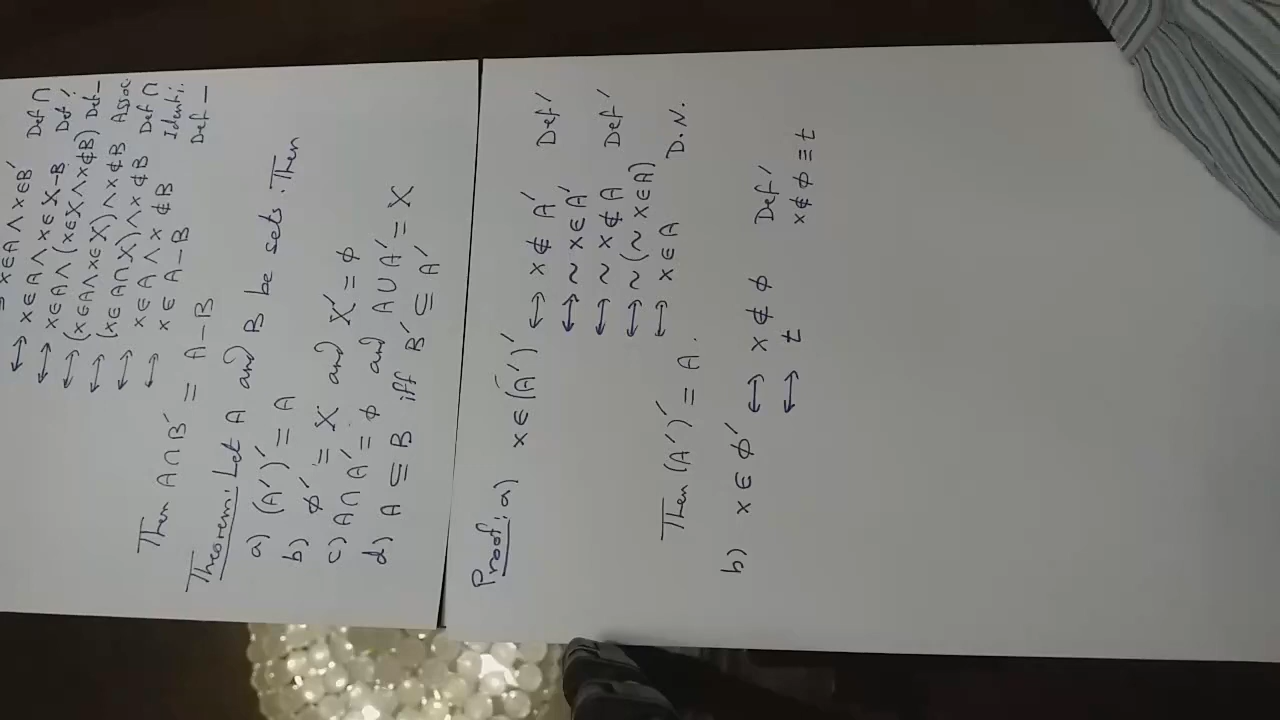 ≡ x∈A ∧ x∈B′
↔ x∈A ∧ x∈X−B Def ∩
↔ x∈A ∧ (x∈X ∧ x∉B) Def ′
↔ (x∈A ∧ x∈X) ∧ x∉B Def −
↔ (x∈A∩X) ∧ x∉B Assoc
↔ x∈A ∧ x∉B Def ∩
↔ x∈A−B Identi.
Def −
Then A∩B′ = A−B
Theorem: Let A and B be sets. Then
a) (A′)′ = A
b) ϕ′ = X and X′ = ϕ
c) A∩A′ = ϕ and A∪A′ = X
d) A ⊆ B iff B′ ⊆ A′
Proof: a) x∈(A′)′ ↔ x∉A′ Def ′
↔ ~ x∈A′
↔ ~ x∉A Def ′
↔ ~(~ x∈A)
↔ x∈A D.N.
Then (A′)′ = A.
b) x∈ϕ′ ↔ x∉ϕ Def ′
↔ t x∉ϕ ≡ t